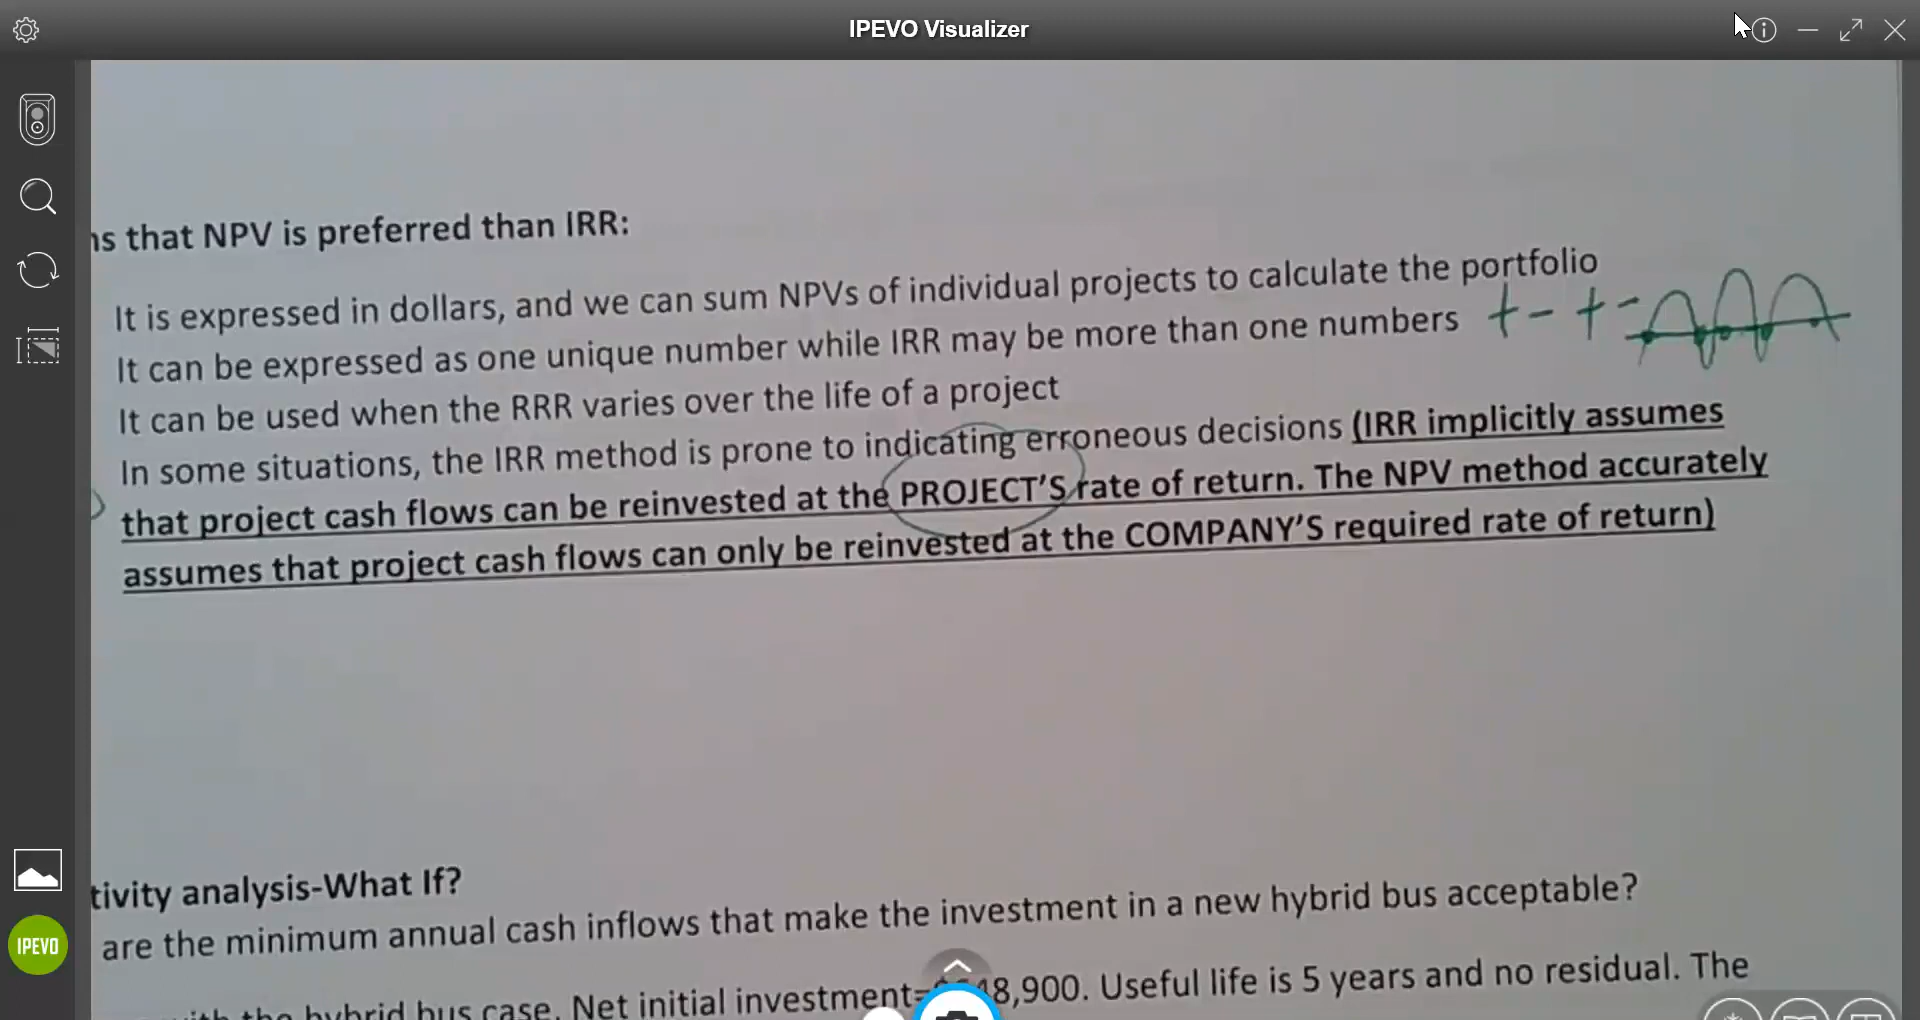 IPEVO Visualizer
that NPV is preferred than IRR:
It is expressed in dollars, and we can sum NPVs of individual projects to calculate the portfolio
It can be expressed as one unique number while IRR may be more than one numbers + - + -
It can be used when the RRR varies over the life of a project
In some situations, the IRR method is prone to indicating erroneous decisions (IRR implicitly assumes
that project cash flows can be reinvested at the PROJECT'S rate of return. The NPV method accurately
assumes that project cash flows can only be reinvested at the COMPANY'S required rate of return)
analysis-What If?
are the minimum annual cash inflows that make the investment in a new hybrid bus acceptable?
the hybrid bus case. Net initial investment= 8,900. Useful life is 5 years and no residual. The
IPEVO